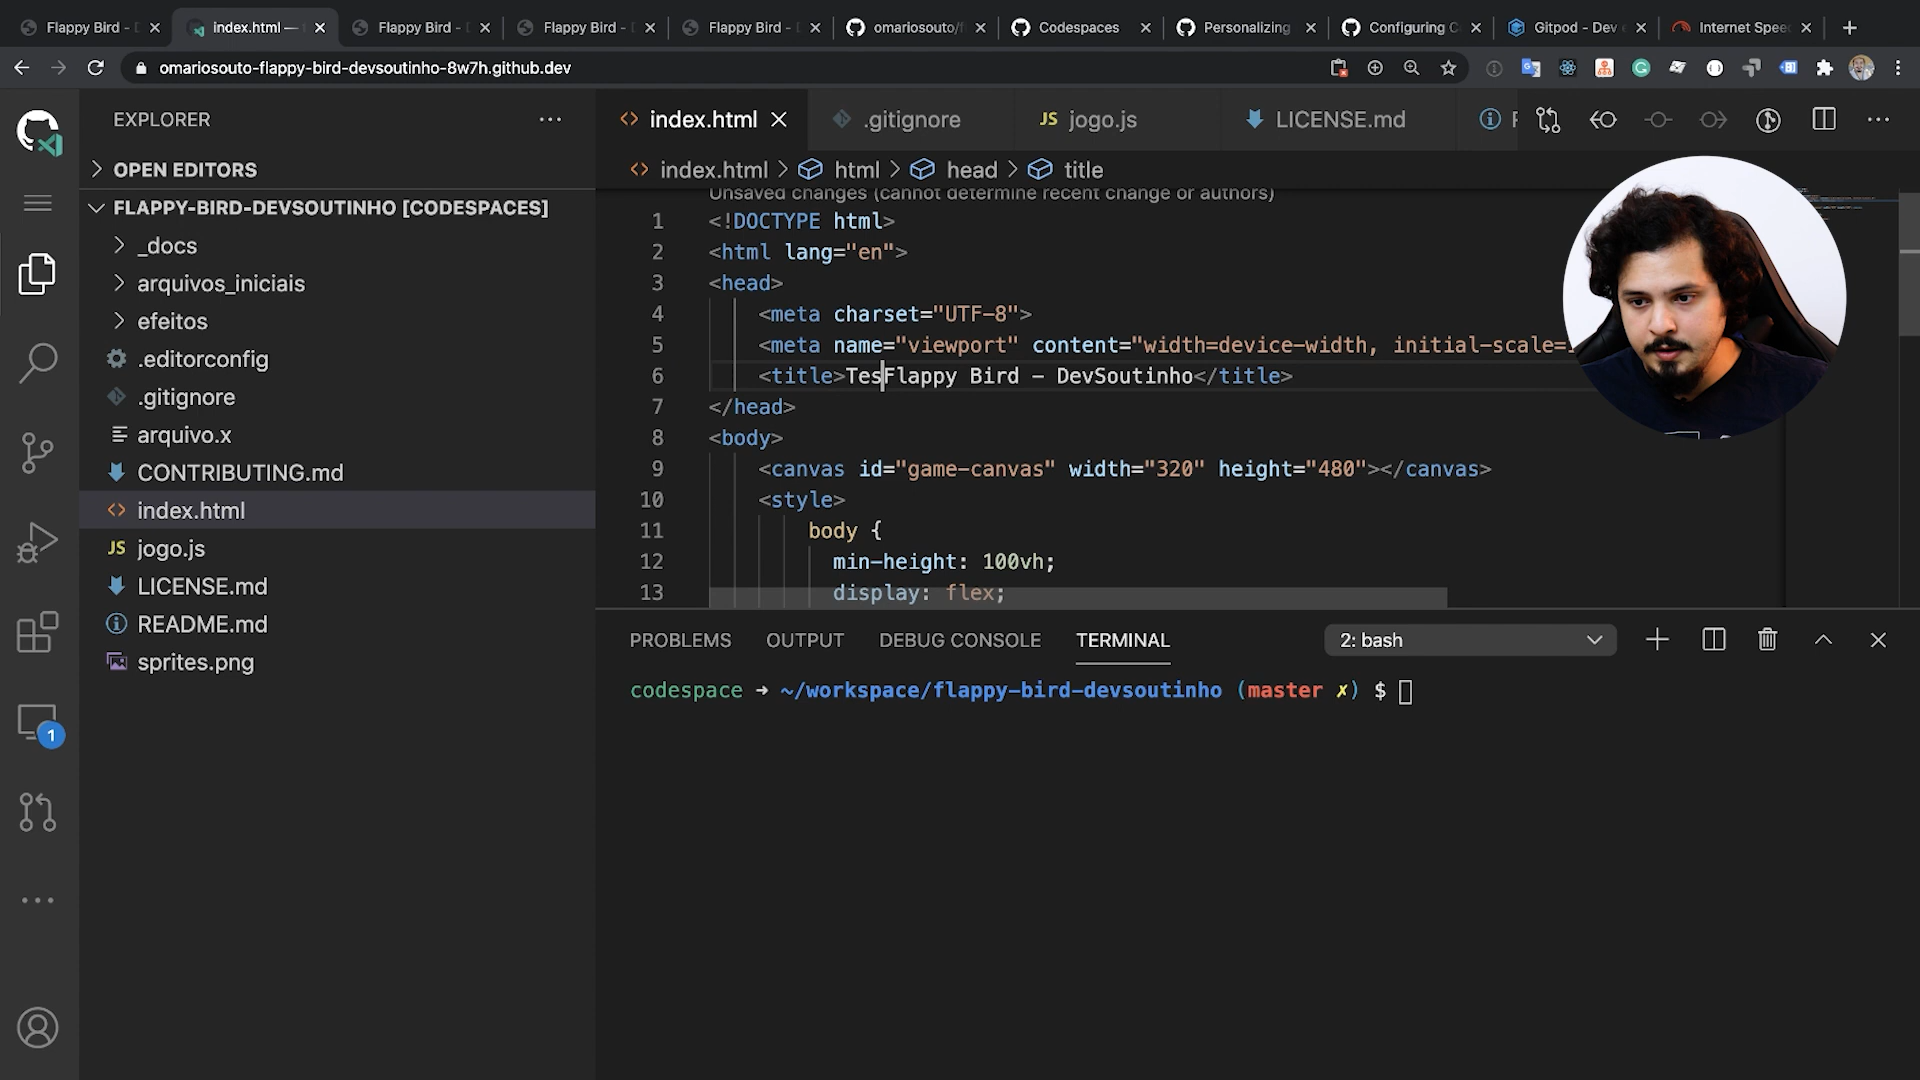 Flappy Bird -
index.html —
Flappy Bird -
Flappy Bird -
Flappy Bird -
omariosouto/
Codespaces
Personalizing
Configuring C
Gitpod - Dev
Internet Spee
omariosouto-flappy-bird-devsoutinho-8w7h.github.dev
EXPLORER
OPEN EDITORS
FLAPPY-BIRD-DEVSOUTINHO [CODESPACES]
_docs
arquivos_iniciais
efeitos
.editorconfig
.gitignore
arquivo.x
CONTRIBUTING.md
index.html
JS jogo.js
LICENSE.md
README.md
sprites.png
1
index.html
.gitignore
JS jogo.js
LICENSE.md
index.html > html > head > title
Unsaved changes (cannot determine recent change or authors)
1 <!DOCTYPE html>
2 <html lang="en">
3 <head>
4 <meta charset="UTF-8">
5 <meta name="viewport" content="width=device-width, initial-scale=
6 <title>TesFlappy Bird - DevSoutinho</title>
7 </head>
8 <body>
9 <canvas id="game-canvas" width="320" height="480"></canvas>
10 <style>
11 body {
12 min-height: 100vh;
13 display: flex;
PROBLEMS OUTPUT DEBUG CONSOLE TERMINAL
2: bash
codespace ➜ ~/workspace/flappy-bird-devsoutinho (master ✗) $